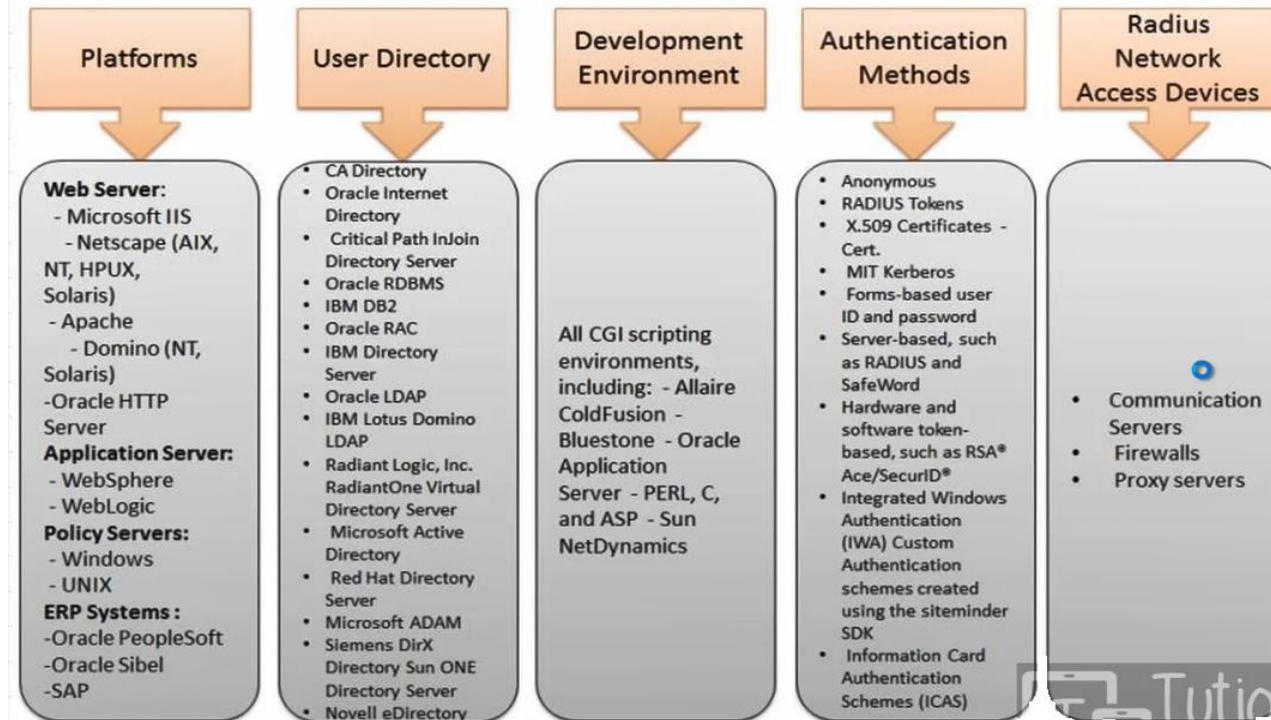 Platforms
Web Server:
- Microsoft IIS
- Netscape (AIX,
NT, HPUX,
Solaris)
- Apache
- Domino (NT,
Solaris)
-Oracle HTTP
Server
Application Server:
- WebSphere
- WebLogic
Policy Servers:
- Windows
- UNIX
ERP Systems :
-Oracle PeopleSoft
-Oracle Sibel
-SAP
User Directory
• CA Directory
• Oracle Internet
Directory
• Critical Path InJoin
Directory Server
• Oracle RDBMS
• IBM DB2
• Oracle RAC
• IBM Directory
Server
• Oracle LDAP
• IBM Lotus Domino
LDAP
• Radiant Logic, Inc.
RadiantOne Virtual
Directory Server
• Microsoft Active
Directory
• Red Hat Directory
Server
• Microsoft ADAM
• Siemens DirX
Directory Sun ONE
Directory Server
• Novell eDirectory
Development
Environment
All CGI scripting
environments,
including: - Allaire
ColdFusion -
Bluestone - Oracle
Application
Server - PERL, C,
and ASP - Sun
NetDynamics
Authentication
Methods
• Anonymous
• RADIUS Tokens
• X.509 Certificates -
Cert.
• MIT Kerberos
• Forms-based user
ID and password
• Server-based, such
as RADIUS and
SafeWord
• Hardware and
software token-
based, such as RSA®
Ace/SecurID®
• Integrated Windows
Authentication
(IWA) Custom
Authentication
schemes created
using the siteminder
SDK
• Information Card
Authentication
Schemes (ICAS)
Radius
Network
Access Devices
• Communication
Servers
• Firewalls
• Proxy servers